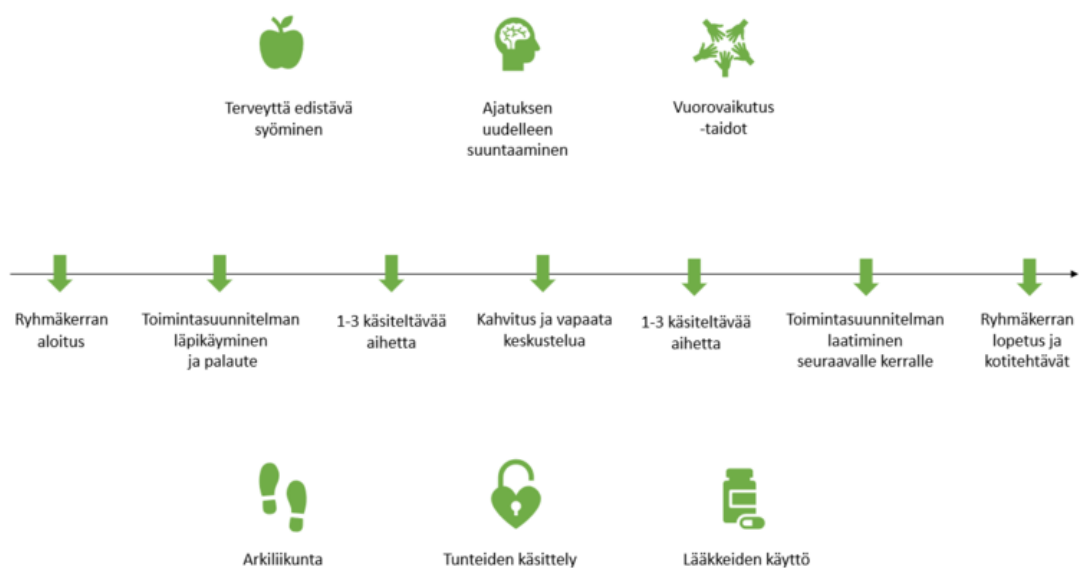 Terveyttä edistävä
syöminen
Ajatuksen
uudelleen
suuntaaminen
Vuorovaikutus
-taidot
Ryhmäkerran
aloitus
Toimintasuunnitelman
läpikäyminen
ja palaute
1-3 käsiteltävää
aihetta
Kahvitus ja vapaata
keskustelua
1-3 käsiteltävää
aihetta
Toimintasuunnitelman
laatiminen
seuraavalle kerralle
Ryhmäkerran
lopetus ja
kotitehtävät
Arkiliikunta
Tunteiden käsittely
Lääkkeiden käyttö